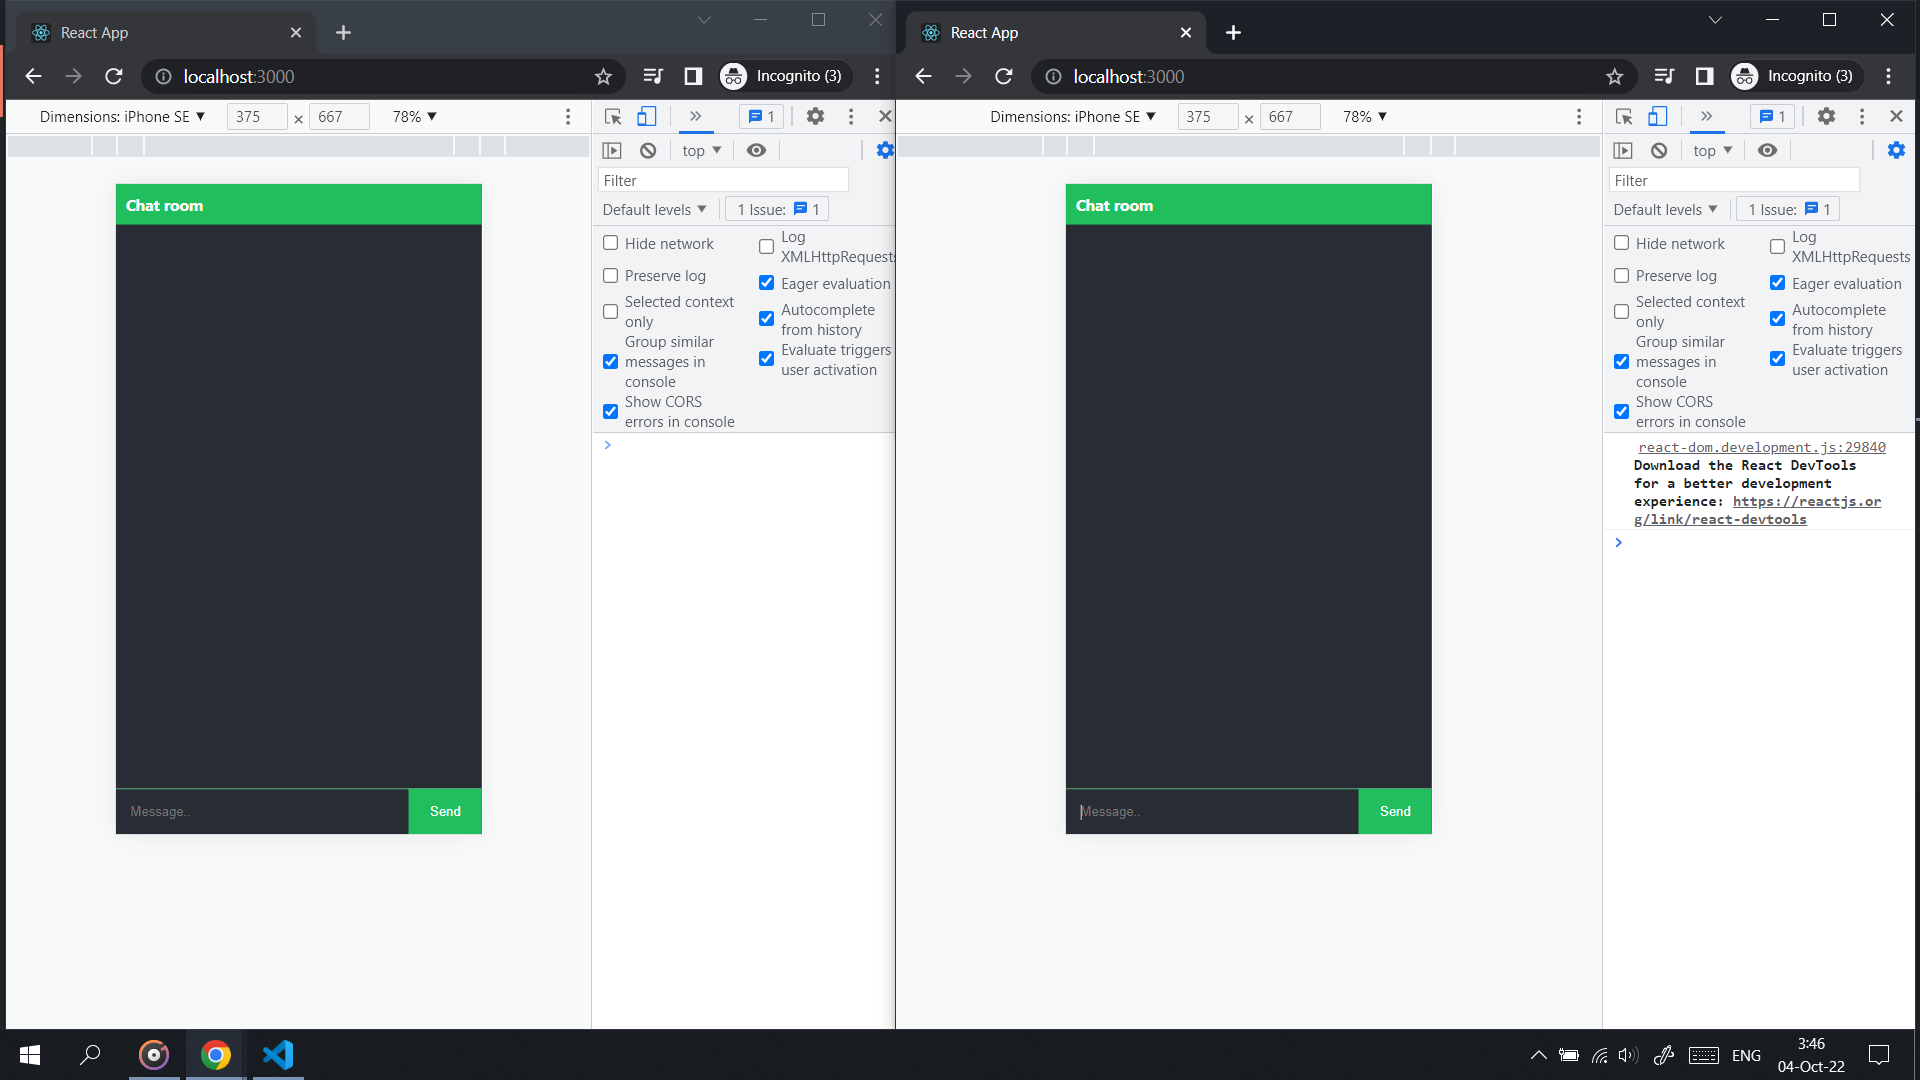 React App
localhost:3000
Incognito (3)
Dimensions: iPhone SE ▼ 375 × 667 78% ▼
1
top ▼
Filter
Default levels ▼
1 Issue: 1
Hide network
Log
XMLHttpRequests
Preserve log
Eager evaluation
Selected context
only
Autocomplete
from history
Group similar
messages in
console
Evaluate triggers
user activation
Show CORS
errors in console
Chat room
Message..
Send
React App
localhost:3000
Incognito (3)
Dimensions: iPhone SE ▼ 375 × 667 78% ▼
1
top ▼
Filter
Default levels ▼
1 Issue: 1
Hide network
Log
XMLHttpRequests
Preserve log
Eager evaluation
Selected context
only
Autocomplete
from history
Group similar
messages in
console
Evaluate triggers
user activation
Show CORS
errors in console
react-dom.development.js:29840
Download the React DevTools
for a better development
experience: https://reactjs.or
g/link/react-devtools
Chat room
Message..
Send
ENG
3:46
04-Oct-22